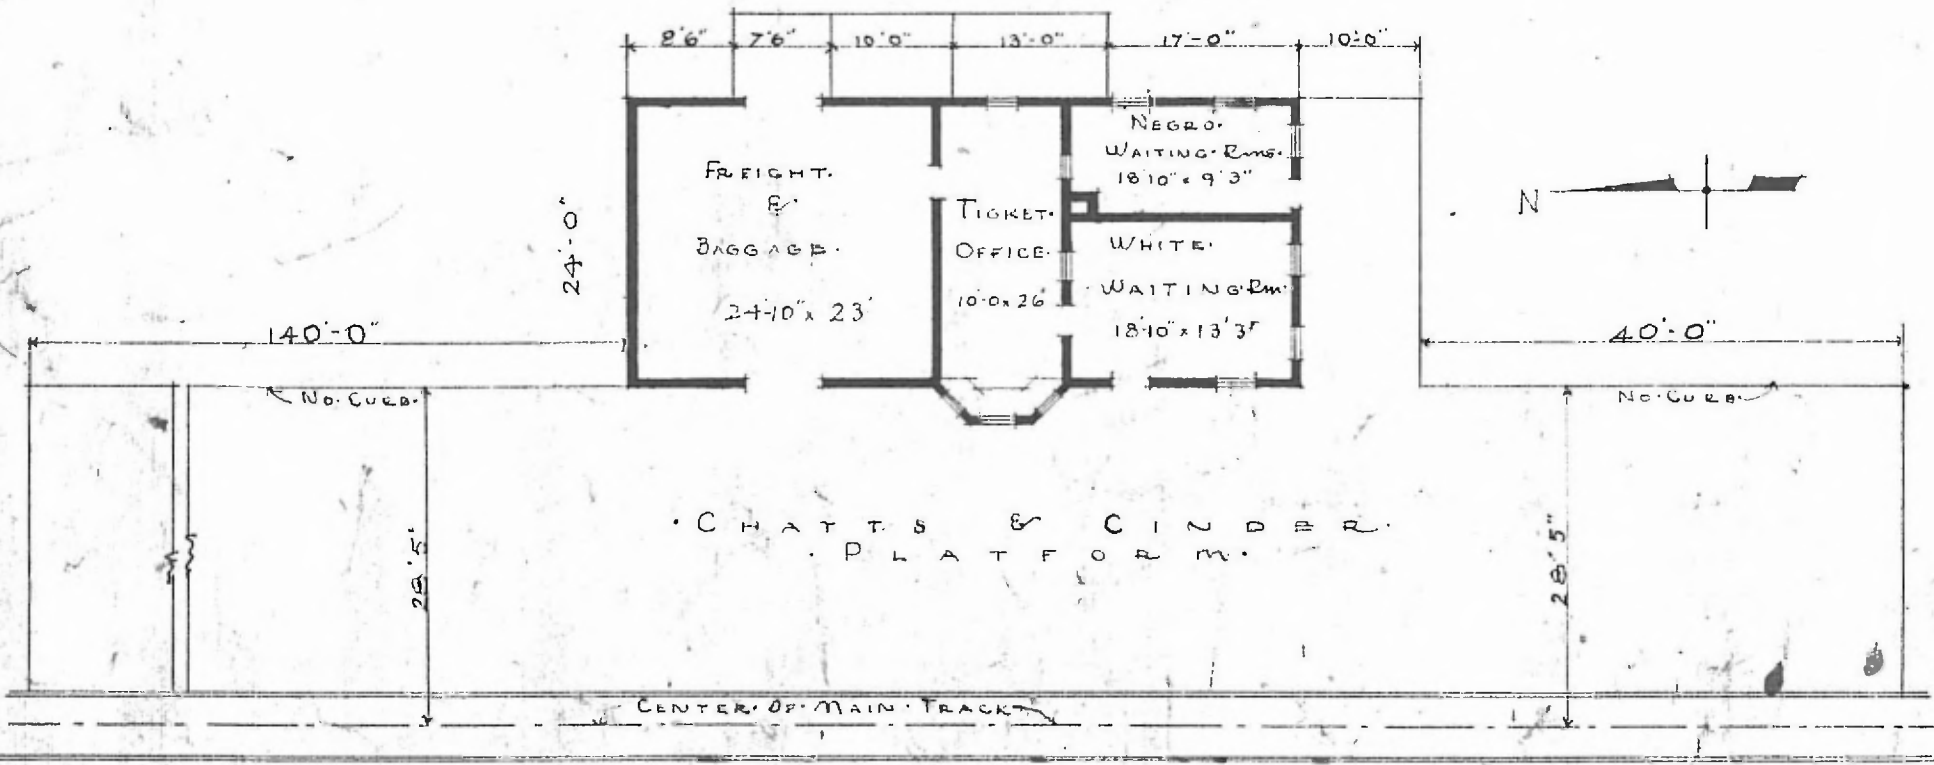 8'6" 7'6" 10'0" 13'-0" 17'-0" 10'-0"
NEGRO.
WAITING. RMS.
18'10" x 9'3"
FREIGHT.
&.
BAGGAGE.
24'10" x 23'
24'-0"
TICKET.
OFFICE.
10'-0 x 26'
WHITE.
WAITING. RM.
18'10" x 13'3"
N
140'-0"
40'-0"
NO. CURB.
NO. CURB.
28'5"
28'5"
. CHATTS & CINDER.
. PLATFORM.
CENTER. OF. MAIN. TRACK